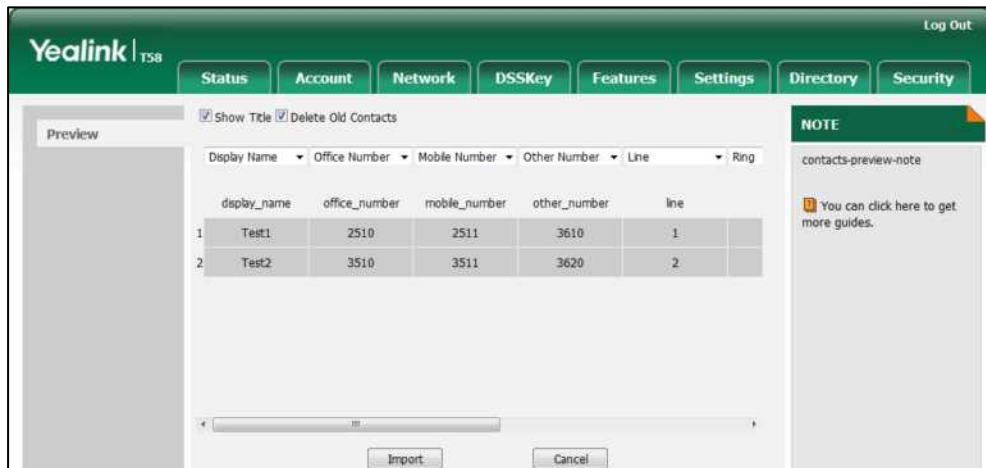 Log Out
Yealink | T58
Status Account Network DSSKey Features Settings Directory Security
Preview
Show Title Delete Old Contacts
Display Name Office Number Mobile Number Other Number Line Ring
display_name office_number mobile_number other_number line
1 Test1 2510 2511 3610 1
2 Test2 3510 3511 3620 2
Import Cancel
NOTE
contacts-preview-note
You can click here to get
more guides.